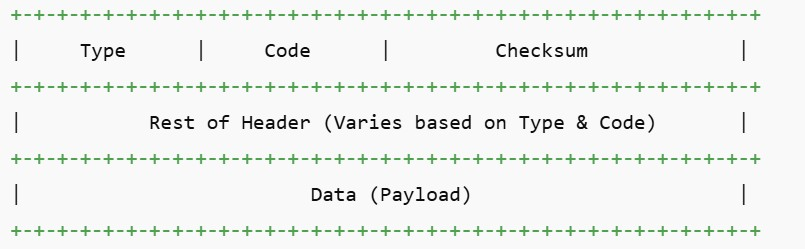 +-+-+-+-+-+-+-+-+-+-+-+-+-+-+-+-+-+-+-+-+-+-+-+-+-+-+-+-+-+-+-+-+
| Type | Code | Checksum |
+-+-+-+-+-+-+-+-+-+-+-+-+-+-+-+-+-+-+-+-+-+-+-+-+-+-+-+-+-+-+-+-+
| Rest of Header (Varies based on Type & Code) |
+-+-+-+-+-+-+-+-+-+-+-+-+-+-+-+-+-+-+-+-+-+-+-+-+-+-+-+-+-+-+-+-+
| Data (Payload) |
+-+-+-+-+-+-+-+-+-+-+-+-+-+-+-+-+-+-+-+-+-+-+-+-+-+-+-+-+-+-+-+-+